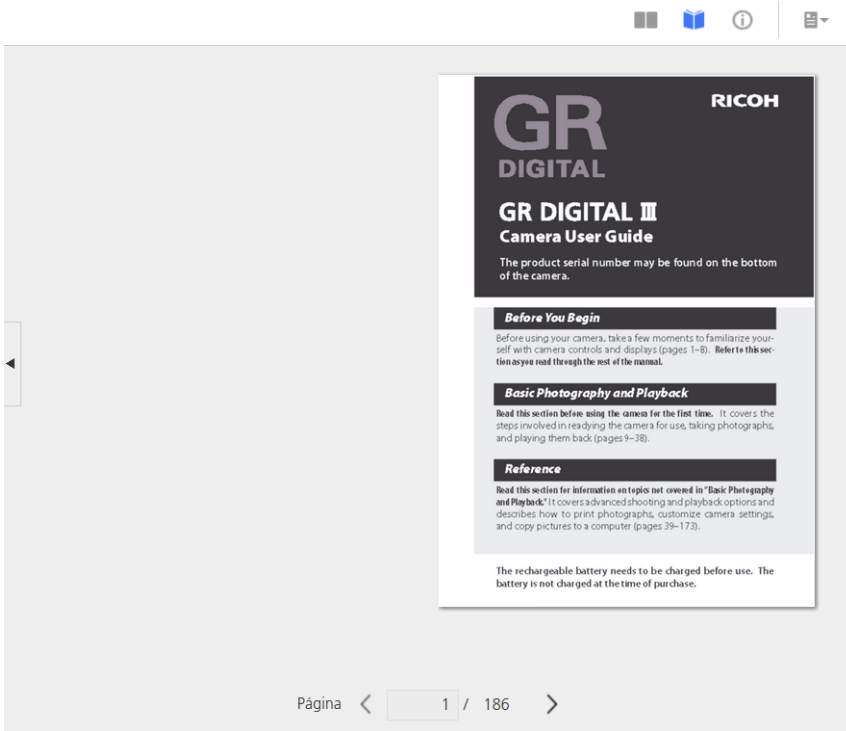 RICOH
GR
DIGITAL
GR DIGITAL III
Camera User Guide
The product serial number may be found on the bottom
of the camera.
Before You Begin
Before using your camera, take a few moments to familiarize your-
self with camera controls and displays (pages 1–8). Refer to this sec-
tion as you read through the rest of the manual.
Basic Photography and Playback
Read this section before using the camera for the first time. It covers the
steps involved in readying the camera for use, taking photographs,
and playing them back (pages 9–38).
Reference
Read this section for information on topics not covered in “Basic Photography
and Playback.” It covers advanced shooting and playback options and
describes how to print photographs, customize camera settings,
and copy pictures to a computer (pages 39–173).
The rechargeable battery needs to be charged before use. The
battery is not charged at the time of purchase.
Página 1 / 186